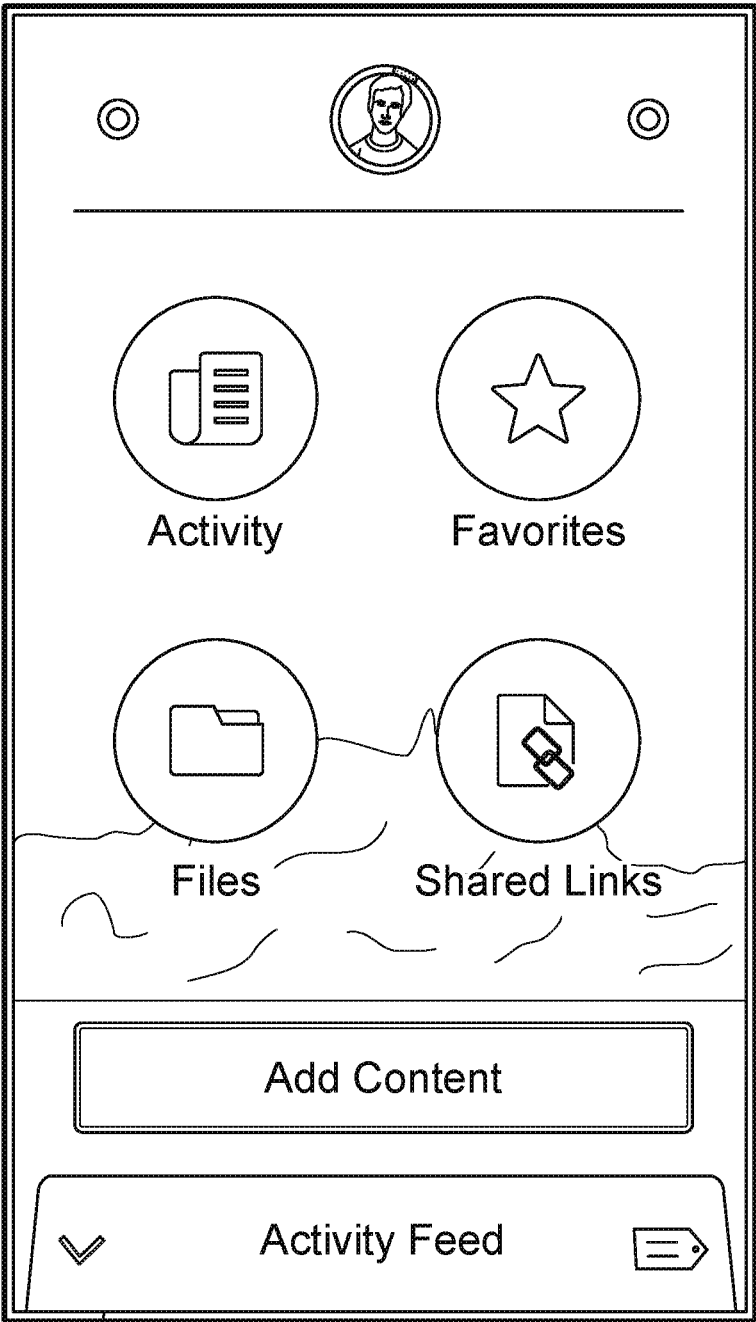 Activity
Favorites
Files
Shared Links
Add Content
Activity Feed